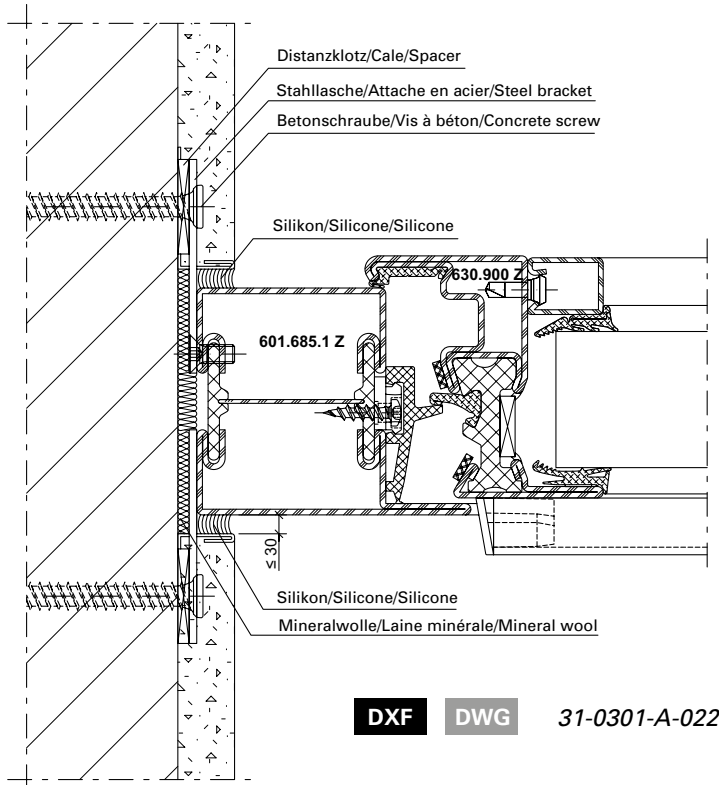 Distanzklotz/Cale/Spacer
Stahllasche/Attache en acier/Steel bracket
Betonschraube/Vis à béton/Concrete screw
Silikon/Silicone/Silicone
630.900 Z
601.685.1 Z
≤ 30
Silikon/Silicone/Silicone
Mineralwolle/Laine minérale/Mineral wool
DXF DWG 31-0301-A-022